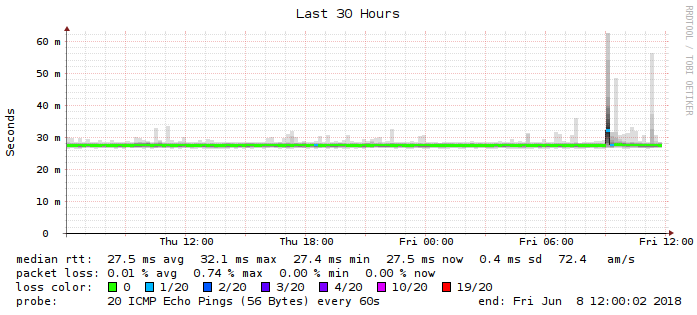 Last 30 Hours
RRDTOOL / TOBI OETIKER
Seconds
60 m
50 m
40 m
30 m
20 m
10 m
0
Thu 12:00 Thu 18:00 Fri 00:00 Fri 06:00 Fri 12:00
median rtt: 27.5 ms avg 32.1 ms max 27.4 ms min 27.5 ms now 0.4 ms sd 72.4 am/s
packet loss: 0.01 % avg 0.74 % max 0.00 % min 0.00 % now
loss color: 0 1/20 2/20 3/20 4/20 10/20 19/20
probe: 20 ICMP Echo Pings (56 Bytes) every 60s end: Fri Jun 8 12:00:02 2018